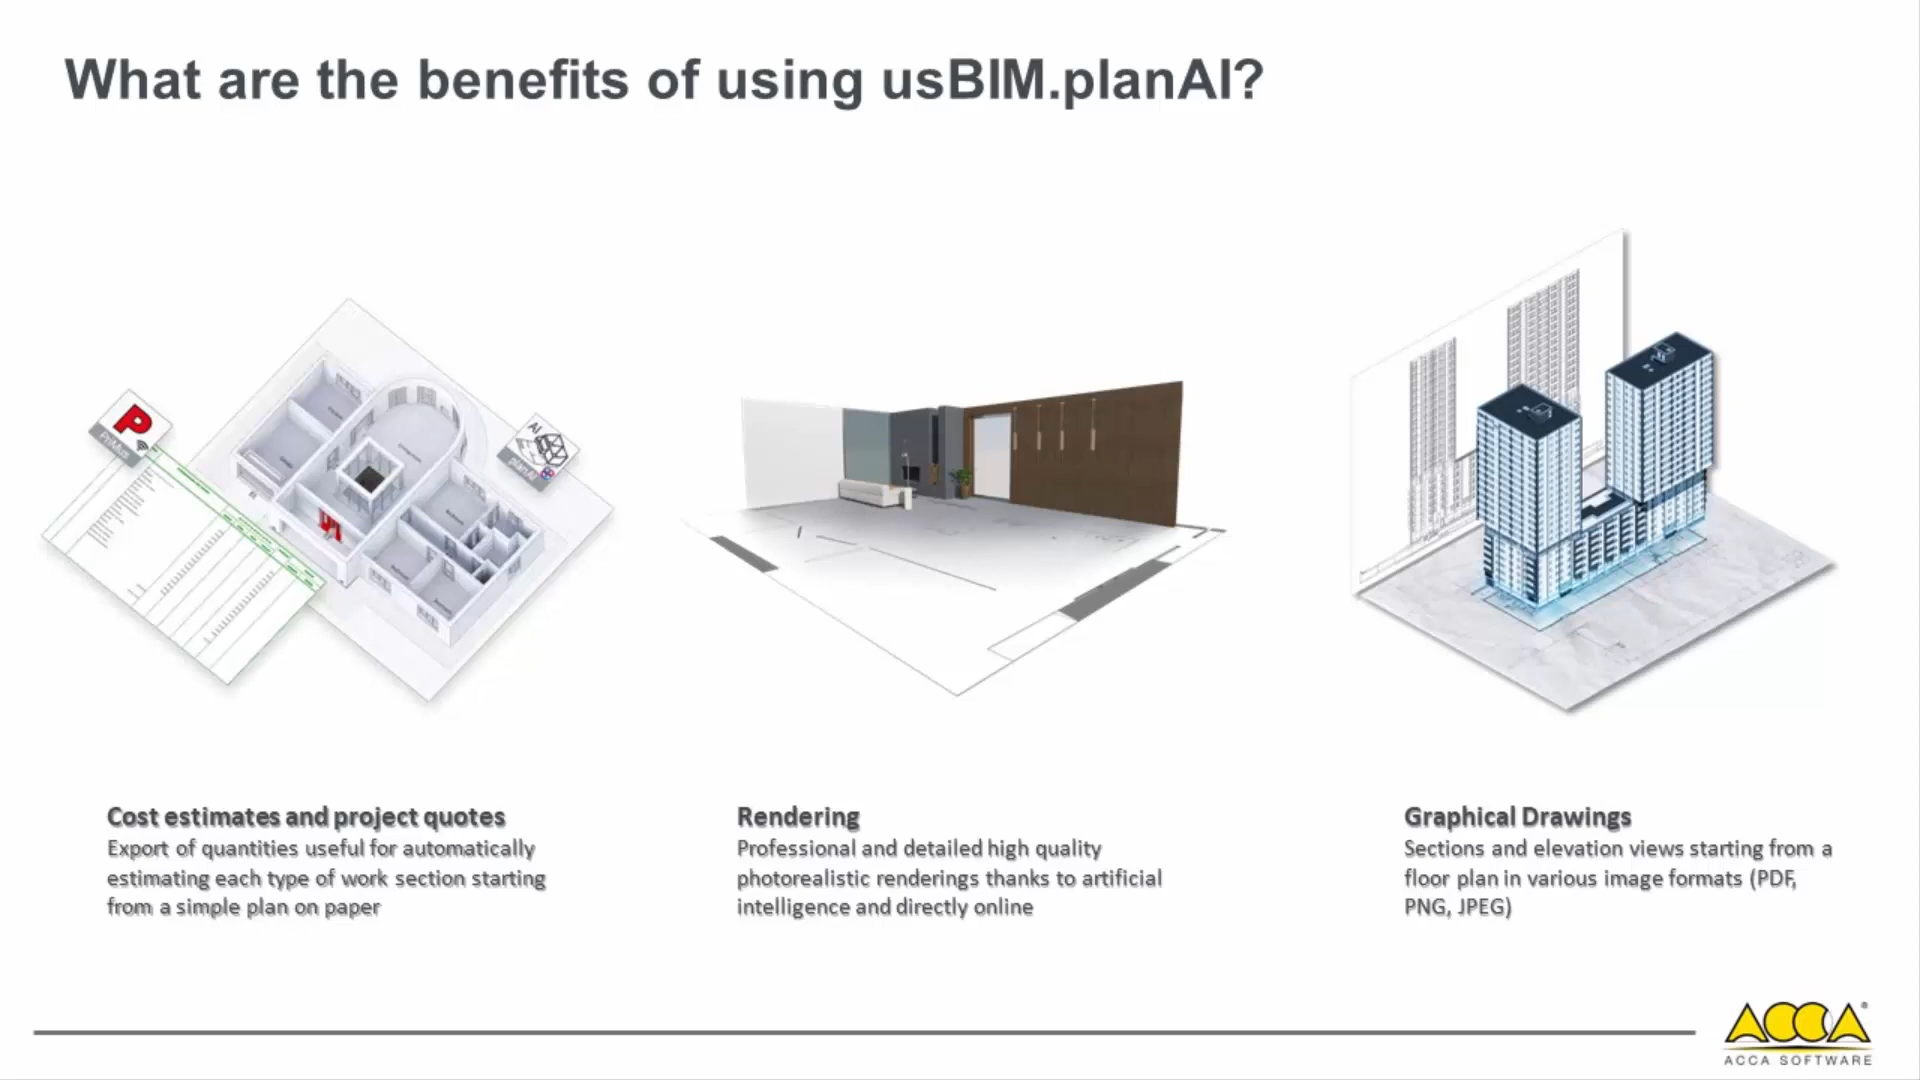 What are the benefits of using usBIM.planAI?
P
PriMus
AI
planAI
Cost estimates and project quotes
Export of quantities useful for automatically
estimating each type of work section starting
from a simple plan on paper
Rendering
Professional and detailed high quality
photorealistic renderings thanks to artificial
intelligence and directly online
Graphical Drawings
Sections and elevation views starting from a
floor plan in various image formats (PDF,
PNG, JPEG)
ACCA®
ACCA SOFTWARE